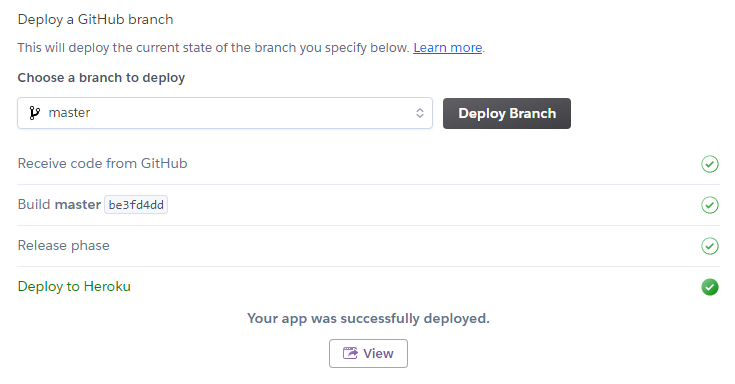 Deploy a GitHub branch
This will deploy the current state of the branch you specify below. Learn more.
Choose a branch to deploy
master
Deploy Branch
Receive code from GitHub
Build master be3fd4dd
Release phase
Deploy to Heroku
Your app was successfully deployed.
View